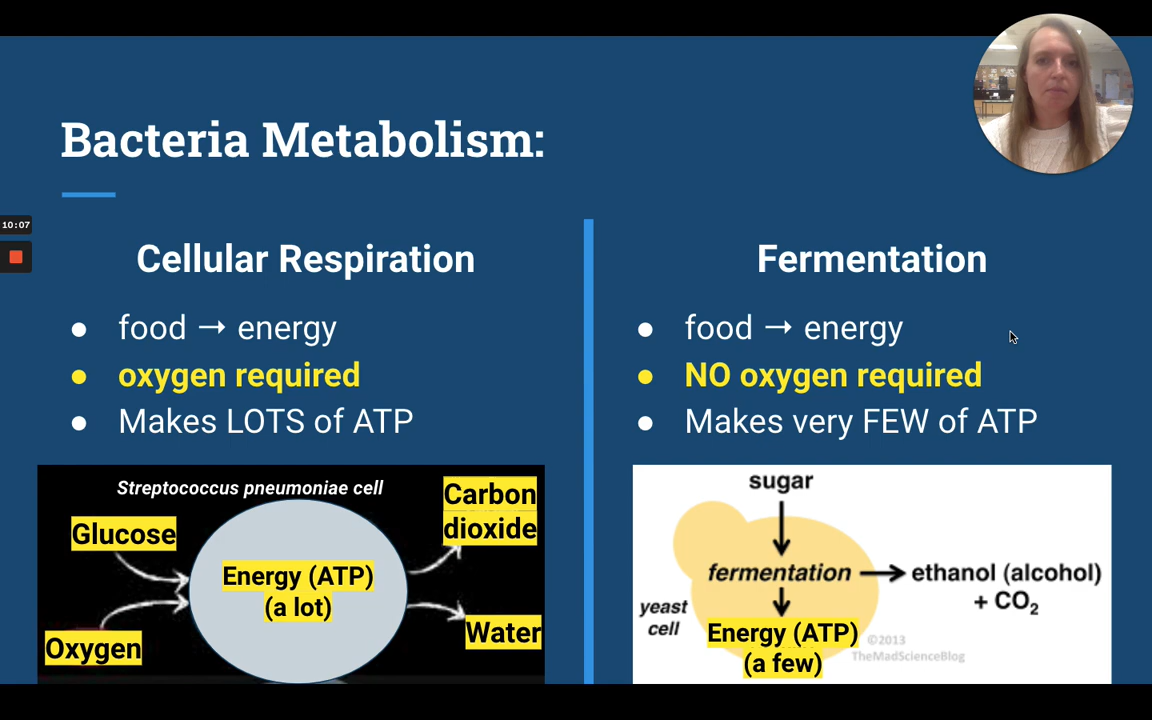 Bacteria Metabolism:
10:07
Cellular Respiration
● food → energy
● oxygen required
● Makes LOTS of ATP
Streptococcus pneumoniae cell
Glucose
Oxygen
Energy (ATP)
(a lot)
Carbon
dioxide
Water
Fermentation
● food → energy
● NO oxygen required
● Makes very FEW of ATP
sugar
fermentation
ethanol (alcohol)
+ CO₂
yeast
cell
Energy (ATP)
(a few)
©2013
TheMadScienceBlog